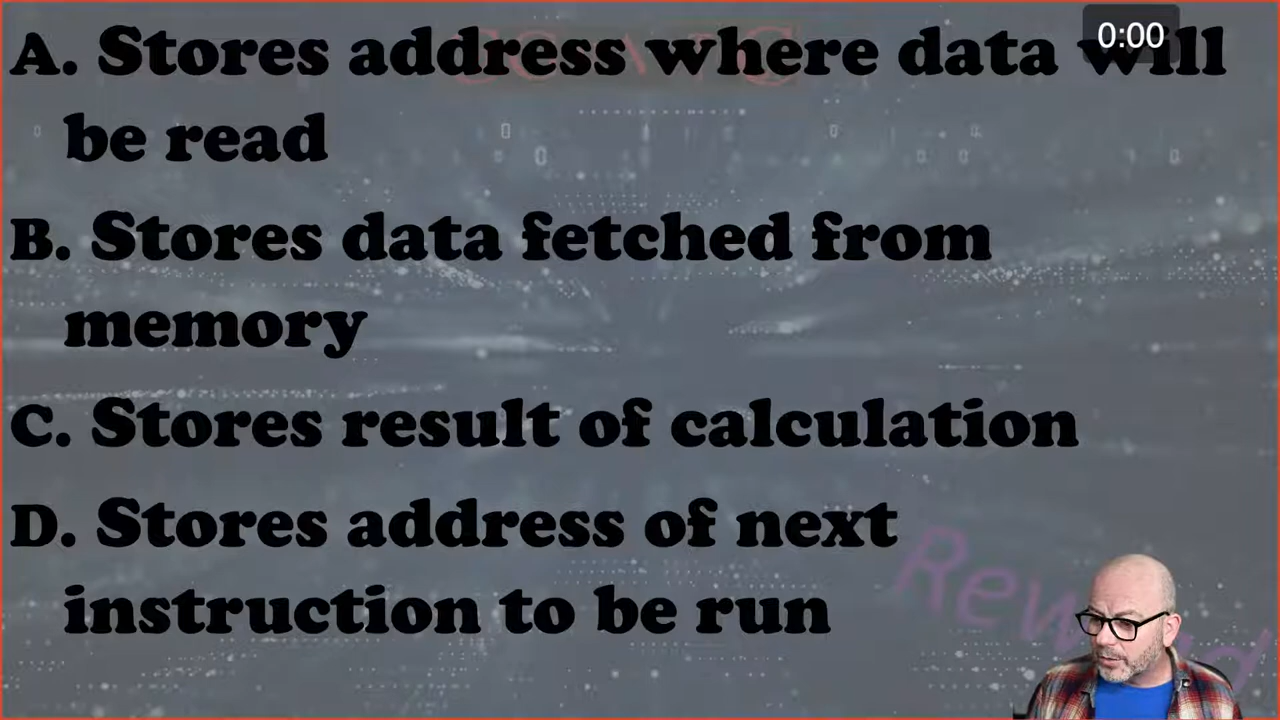 0:00
A. Stores address where data will
be read
B. Stores data fetched from
memory
C. Stores result of calculation
D. Stores address of next
instruction to be run